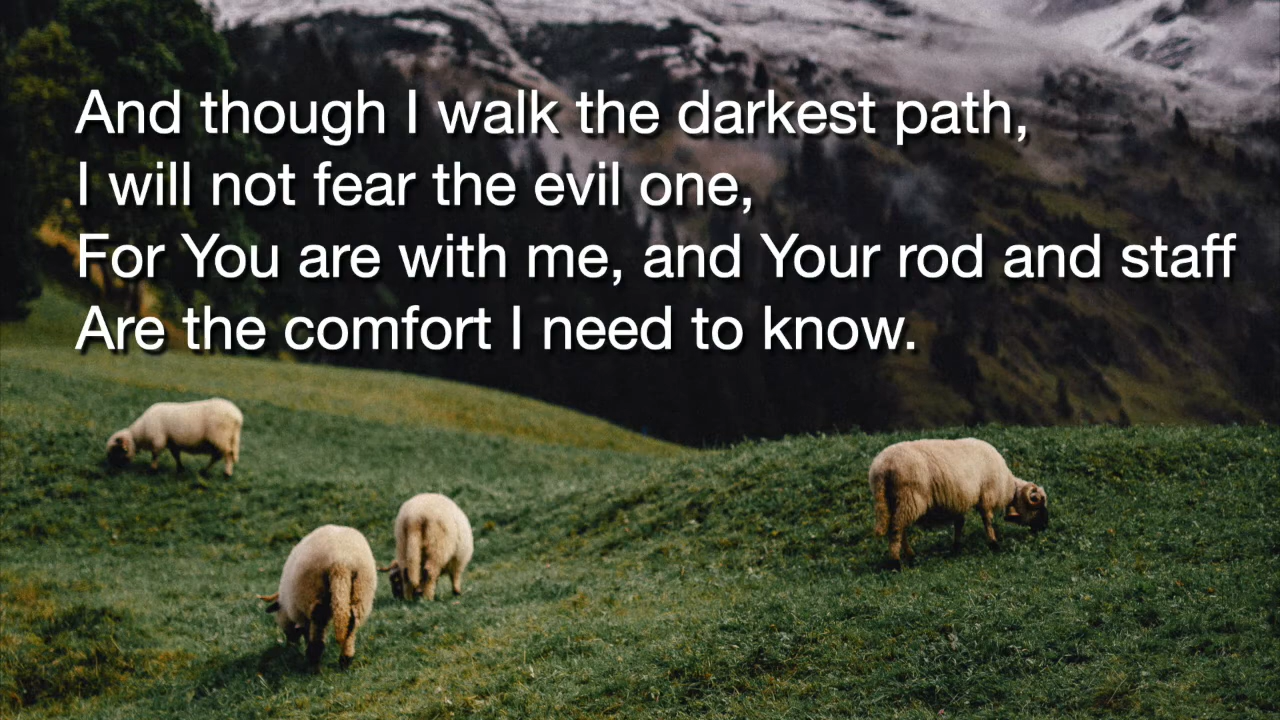 And though I walk the darkest path,
I will not fear the evil one,
For You are with me, and Your rod and staff
Are the comfort I need to know.